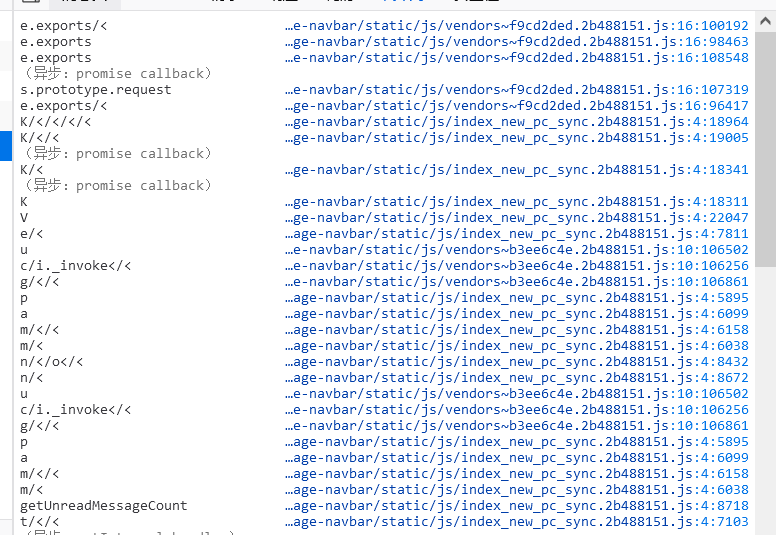 e.exports/< …e-navbar/static/js/vendors~f9cd2ded.2b488151.js:16:100192
e.exports …ge-navbar/static/js/vendors~f9cd2ded.2b488151.js:16:98463
e.exports …e-navbar/static/js/vendors~f9cd2ded.2b488151.js:16:108548
（异步：promise callback）
s.prototype.request …e-navbar/static/js/vendors~f9cd2ded.2b488151.js:16:107319
e.exports/< …ge-navbar/static/js/vendors~f9cd2ded.2b488151.js:16:96417
K/</</</< …ge-navbar/static/js/index_new_pc_sync.2b488151.js:4:18964
K/</< …ge-navbar/static/js/index_new_pc_sync.2b488151.js:4:19005
（异步：promise callback）
K/< …ge-navbar/static/js/index_new_pc_sync.2b488151.js:4:18341
（异步：promise callback）
K …ge-navbar/static/js/index_new_pc_sync.2b488151.js:4:18311
V …ge-navbar/static/js/index_new_pc_sync.2b488151.js:4:22047
e/< …age-navbar/static/js/index_new_pc_sync.2b488151.js:4:7811
u …e-navbar/static/js/vendors~b3ee6c4e.2b488151.js:10:106502
c/i._invoke</< …e-navbar/static/js/vendors~b3ee6c4e.2b488151.js:10:106256
g/</< …e-navbar/static/js/vendors~b3ee6c4e.2b488151.js:10:106861
p …age-navbar/static/js/index_new_pc_sync.2b488151.js:4:5895
a …age-navbar/static/js/index_new_pc_sync.2b488151.js:4:6099
m/</< …age-navbar/static/js/index_new_pc_sync.2b488151.js:4:6158
m/< …age-navbar/static/js/index_new_pc_sync.2b488151.js:4:6038
n/</o</< …age-navbar/static/js/index_new_pc_sync.2b488151.js:4:8432
n/< …age-navbar/static/js/index_new_pc_sync.2b488151.js:4:8672
u …e-navbar/static/js/vendors~b3ee6c4e.2b488151.js:10:106502
c/i._invoke</< …e-navbar/static/js/vendors~b3ee6c4e.2b488151.js:10:106256
g/</< …e-navbar/static/js/vendors~b3ee6c4e.2b488151.js:10:106861
p …age-navbar/static/js/index_new_pc_sync.2b488151.js:4:5895
a …age-navbar/static/js/index_new_pc_sync.2b488151.js:4:6099
m/</< …age-navbar/static/js/index_new_pc_sync.2b488151.js:4:6158
m/< …age-navbar/static/js/index_new_pc_sync.2b488151.js:4:6038
getUnreadMessageCount …age-navbar/static/js/index_new_pc_sync.2b488151.js:4:8718
t/</< …age-navbar/static/js/index_new_pc_sync.2b488151.js:4:7103